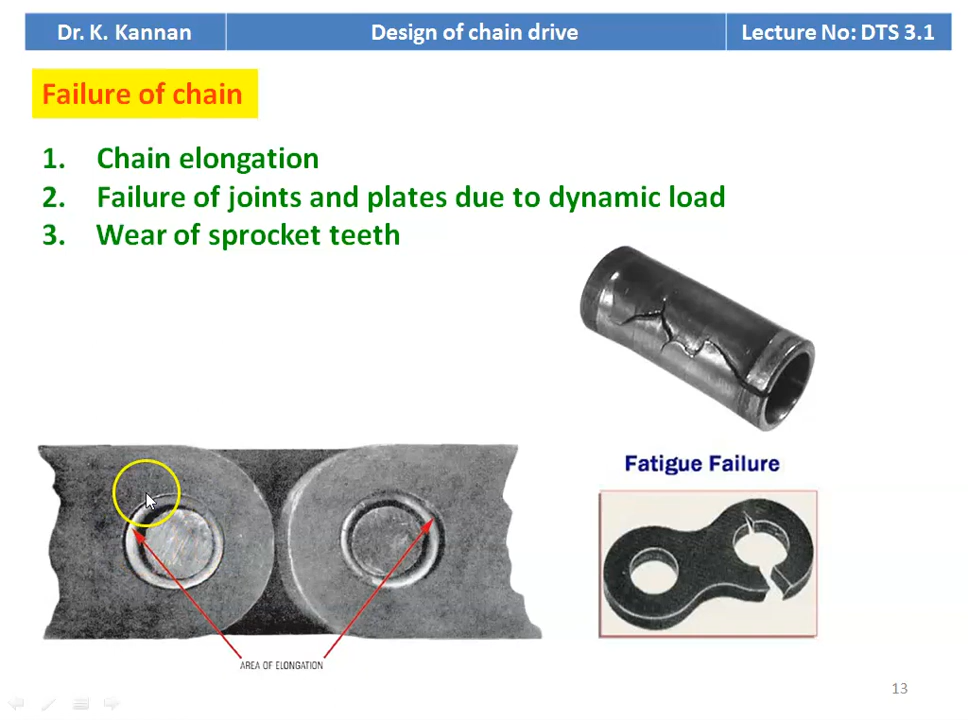 Dr. K. Kannan
Design of chain drive
Lecture No: DTS 3.1
Failure of chain
1. Chain elongation
2. Failure of joints and plates due to dynamic load
3. Wear of sprocket teeth
Fatigue Failure
AREA OF ELONGATION
13